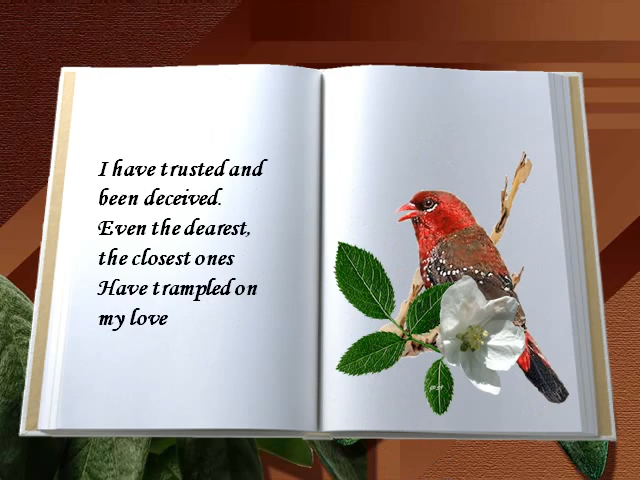 I have trusted and
been deceived.
Even the dearest,
the closest ones
Have trampled on
my love